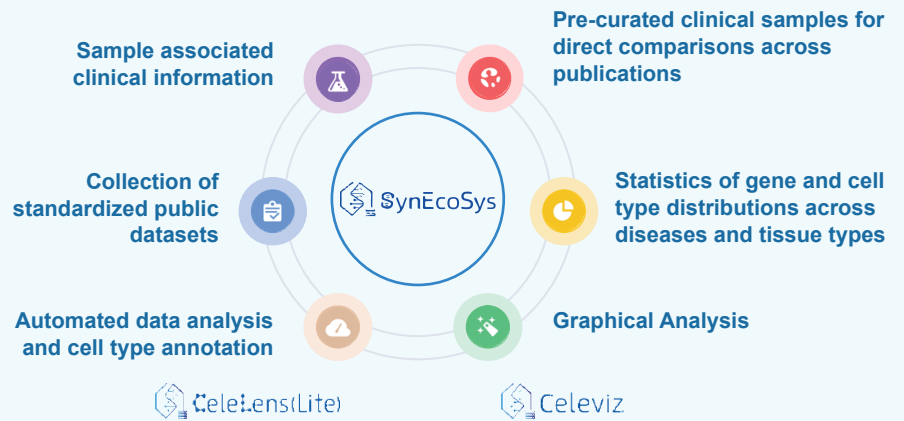 Sample associated
clinical information
Pre-curated clinical samples for
direct comparisons across
publications
Collection of
standardized public
datasets
SynEcoSys
Statistics of gene and cell
type distributions across
diseases and tissue types
Automated data analysis
and cell type annotation
Graphical Analysis
CeleLens(Lite)
Celeviz